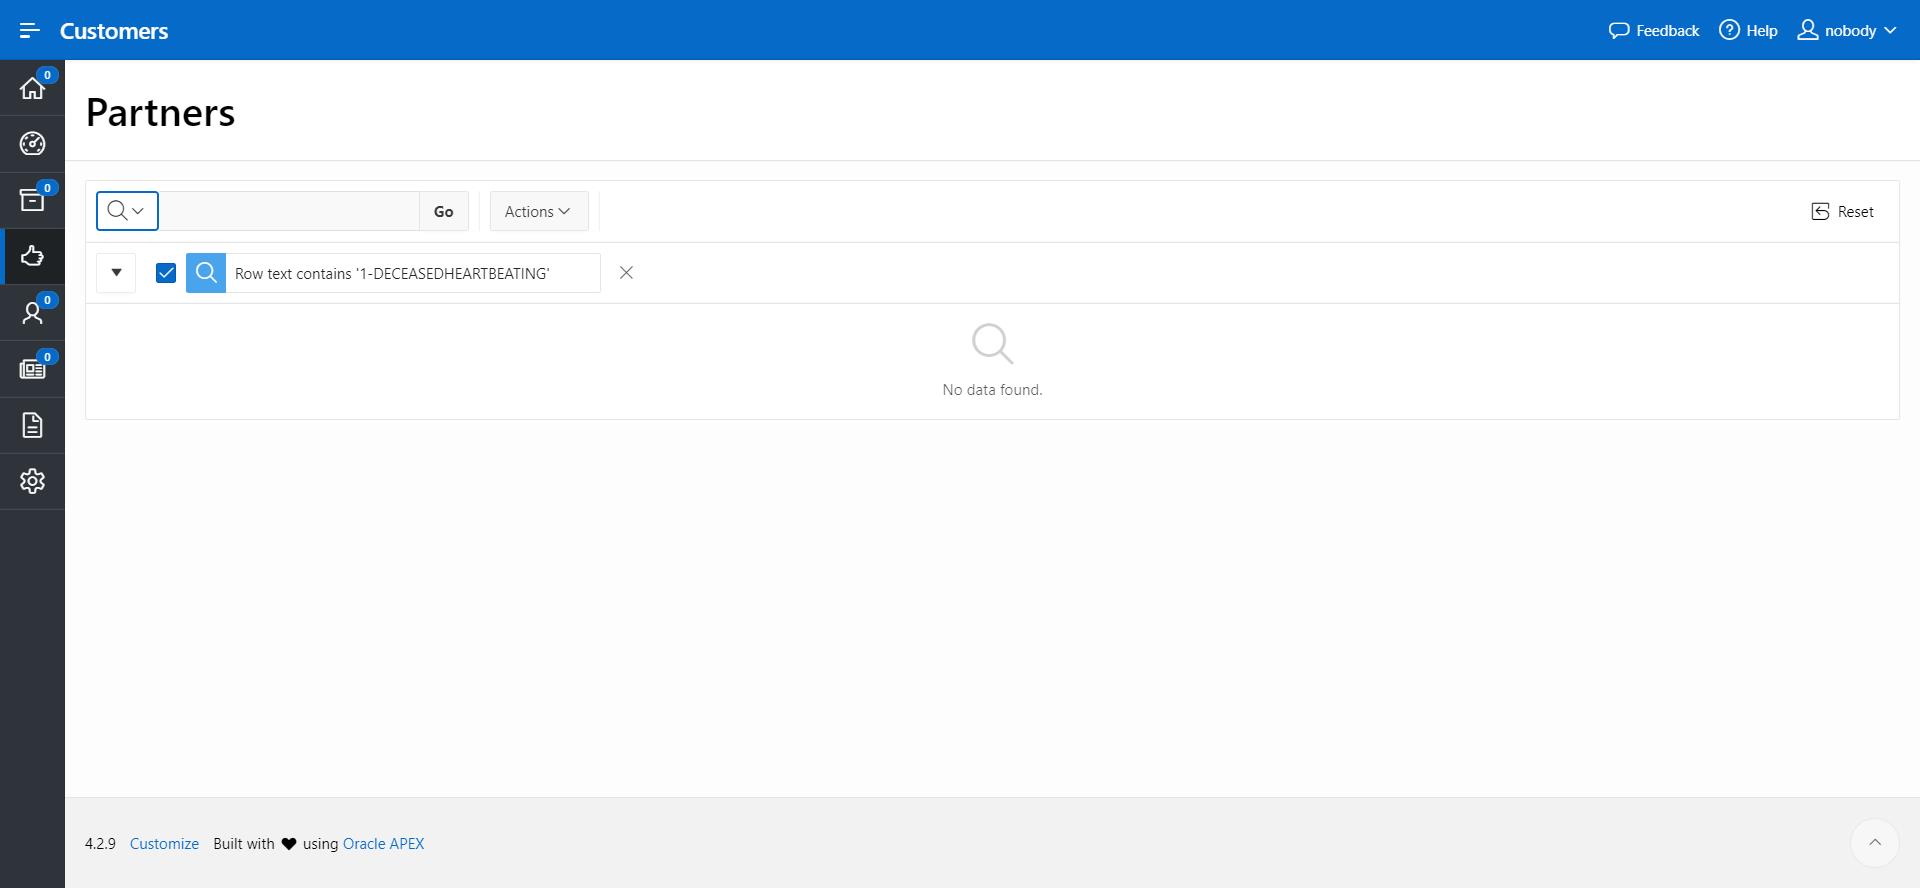 Customers
Feedback
Help
nobody
0
Partners
0
Go
Actions
Reset
Row text contains '1-DECEASEDHEARTBEATING'
0
0
No data found.
4.2.9 Customize Built with ♥ using Oracle APEX